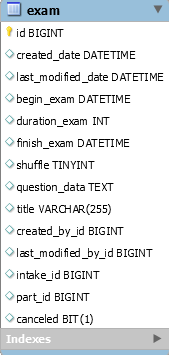 exam
id BIGINT
created_date DATETIME
last_modified_date DATETIME
begin_exam DATETIME
duration_exam INT
finish_exam DATETIME
shuffle TINYINT
question_data TEXT
title VARCHAR(255)
created_by_id BIGINT
last_modified_by_id BIGINT
intake_id BIGINT
part_id BIGINT
canceled BIT(1)
Indexes